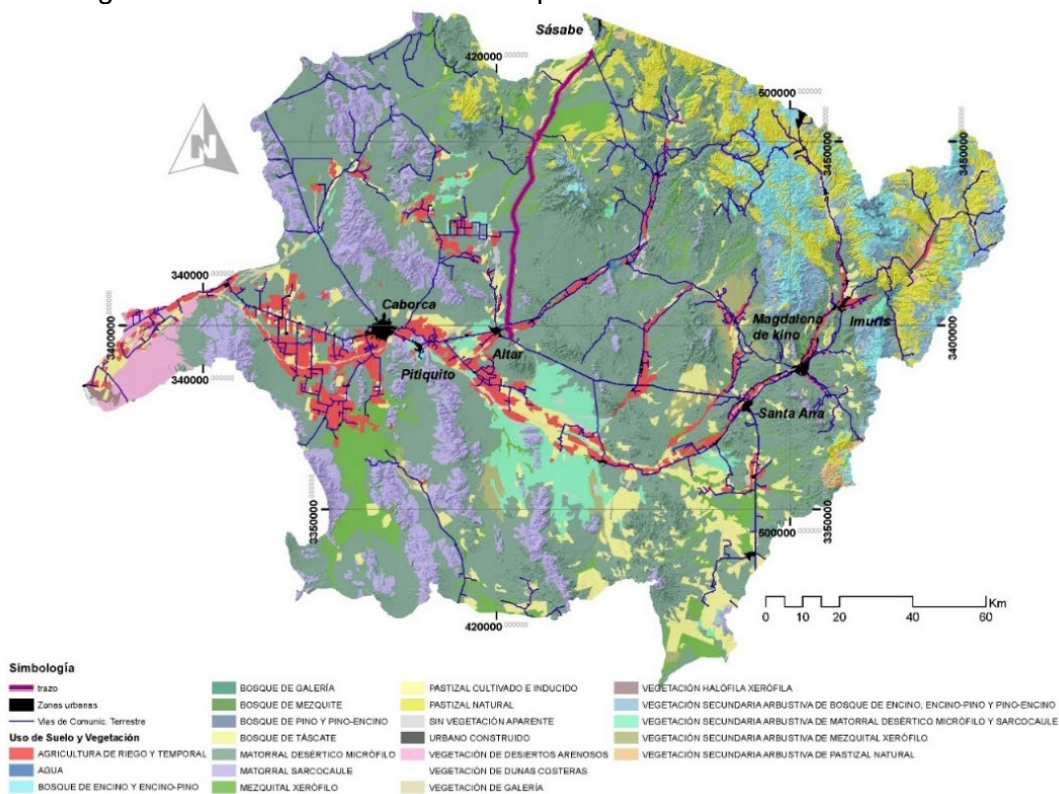 Sásabe
420000 000000
500000 000000
3450000
3450000
N
340000 000000
Caborca
Magdalena
de kino
Imuris
3400000
Altar
3400000
Pitiquito
340000
Santa Ana
3350000
500000 000000
3350000
420000 000000
0 10 20 40 60 Km
Simbología
trazo
Zonas urbanas
Vías de Comunic. Terrestre
Uso de Suelo y Vegetación
AGRICULTURA DE RIEGO Y TEMPORAL
AGUA
BOSQUE DE ENCINO Y ENCINO-PINO
BOSQUE DE GALERÍA
BOSQUE DE MEZQUITE
BOSQUE DE PINO Y PINO-ENCINO
BOSQUE DE TÁSCATE
MATORRAL DESÉRTICO MICRÓFILO
MATORRAL SARCOCAULE
MEZQUITAL XERÓFILO
PASTIZAL CULTIVADO E INDUCIDO
PASTIZAL NATURAL
SIN VEGETACIÓN APARENTE
URBANO CONSTRUIDO
VEGETACIÓN DE DESIERTOS ARENOSOS
VEGETACIÓN DE DUNAS COSTERAS
VEGETACIÓN DE GALERÍA
VEGETACIÓN HALÓFILA XERÓFILA
VEGETACIÓN SECUNDARIA ARBUSTIVA DE BOSQUE DE ENCINO, ENCINO-PINO Y PINO-ENCINO
VEGETACIÓN SECUNDARIA ARBUSTIVA DE MATORRAL DESÉRTICO MICRÓFILO Y SARCOCAULE
VEGETACIÓN SECUNDARIA ARBUSTIVA DE MEZQUITAL XERÓFILO
VEGETACIÓN SECUNDARIA ARBUSTIVA DE PASTIZAL NATURAL